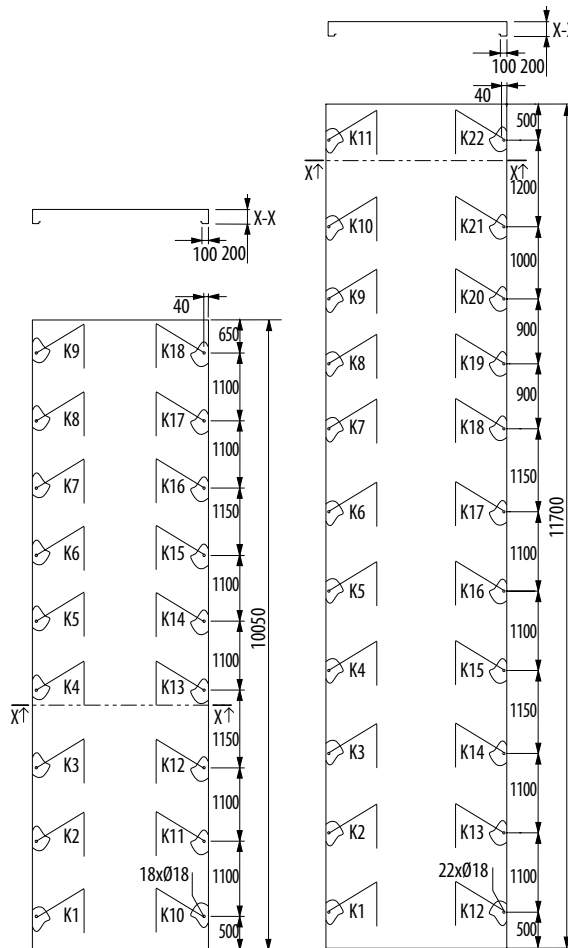 X-X
100 200
40
650
K9 K18
1100
K8 K17
1100
K7 K16
1150
K6 K15
1100
K5 K14
1100
K4 K13
X↑ X↑
1150
K3 K12
1100
K2 K11
1100
18xØ18
K1 K10
500
10050
X-X
100 200
40
500
K11 K22
X↑ X↑
1200
K10 K21
1000
K9 K20
900
K8 K19
900
K7 K18
1150
K6 K17
1100
K5 K16
1100
K4 K15
1150
K3 K14
1100
K2 K13
1100
22xØ18
K1 K12
500
11700